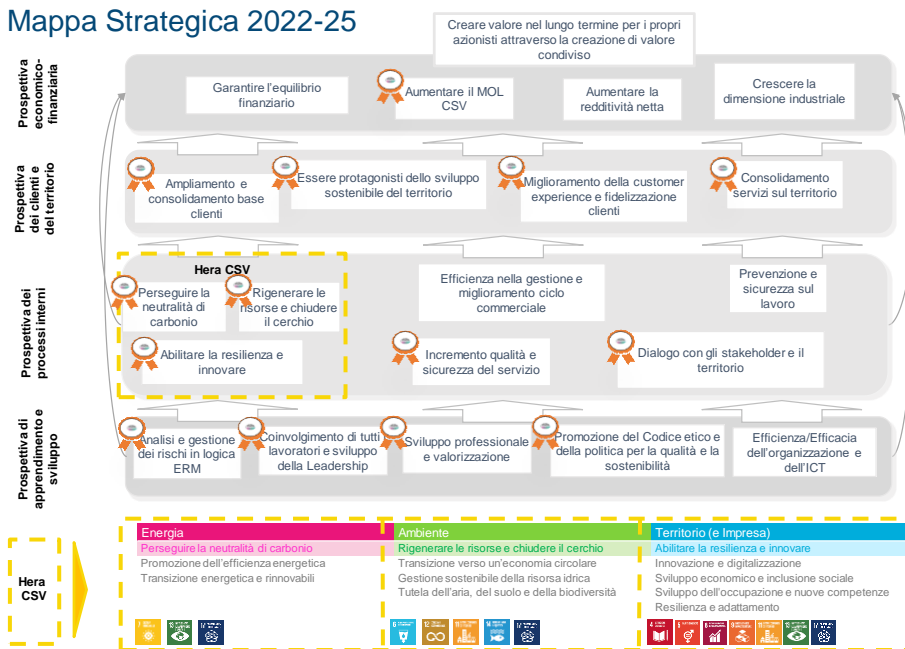 Mappa Strategica 2022-25
Creare valore nel lungo termine per i propri
azionisti attraverso la creazione di valore
condiviso
Prospettiva
economico-
finanziaria
Garantire l'equilibrio
finanziario
Aumentare il MOL
CSV
Aumentare la
redditività netta
Crescere la
dimensione industriale
Prospettiva
dei clienti e
del territorio
Ampliamento e
consolidamento base
clienti
Essere protagonisti dello sviluppo
sostenibile del territorio
Miglioramento della customer
experience e fidelizzazione
clienti
Consolidamento
servizi sul territorio
Prospettiva dei
processi interni
Hera CSV
Perseguire la
neutralità di
carbonio
Rigenerare le
risorse e chiudere
il cerchio
Abilitare la resilienza e
innovare
Efficienza nella gestione e
miglioramento ciclo
commerciale
Prevenzione e
sicurezza sul
lavoro
Incremento qualità e
sicurezza del servizio
Dialogo con gli stakeholder e il
territorio
Prospettiva di
apprendimento e
sviluppo
Analisi e gestione
dei rischi in logica
ERM
Coinvolgimento di tutti
lavoratori e sviluppo
della Leadership
Sviluppo professionale
e valorizzazione
Promozione del Codice etico e
della politica per la qualità e la
sostenibilità
Efficienza/Efficacia
dell'organizzazione e
dell'ICT
Hera
CSV
Energia
Perseguire la neutralità di carbonio
Promozione dell'efficienza energetica
Transizione energetica e rinnovabili
Ambiente
Rigenerare le risorse e chiudere il cerchio
Transizione verso un'economia circolare
Gestione sostenibile della risorsa idrica
Tutela dell'aria, del suolo e della biodiversità
Territorio (e Impresa)
Abilitare la resilienza e innovare
Innovazione e digitalizzazione
Sviluppo economico e inclusione sociale
Sviluppo dell'occupazione e nuove competenze
Resilienza e adattamento